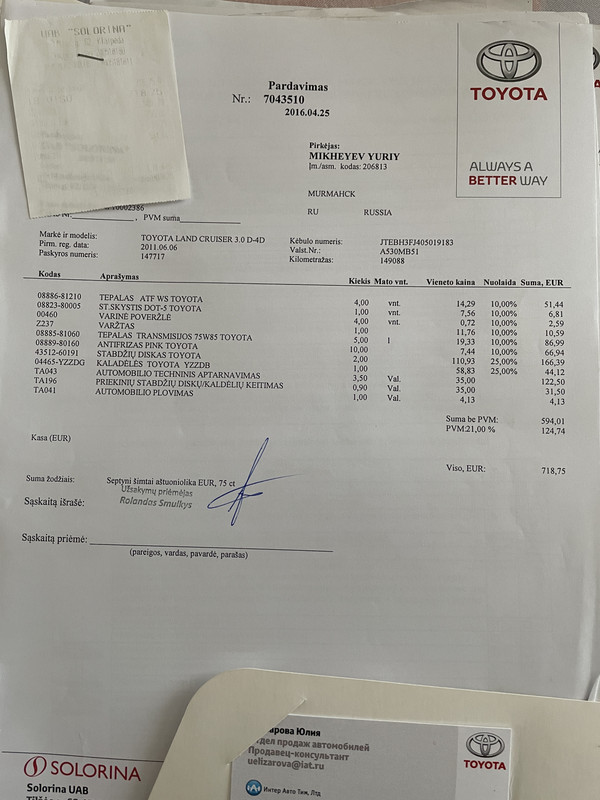 UAB "SOLORINA"
Pardavimas
Nr.: 7043510
2016.04.25
TOYOTA
ALWAYS A
BETTER WAY
Pirkėjas:
MIKHEYEV YURIY
Įm./asm. kodas: 206813
MURMAHCK
RU RUSSIA
, PVM suma
Markė ir modelis: TOYOTA LAND CRUISER 3.0 D-4D Kėbulo numeris: JTEBH3FJ405019183
Pirm. reg. data: 2011.06.06 Valst.Nr.: A530MB51
Paskyros numeris: 147717 Kilometražas: 149088
Kodas Aprašymas Kiekis Mato vnt. Vieneto kaina Nuolaida Suma, EUR
08886-81210 TEPALAS ATF WS TOYOTA 4,00 vnt. 14,29 10,00% 51,44
08823-80005 ST.SKYSTIS DOT-5 TOYOTA 1,00 vnt. 7,56 10,00% 6,81
00460 VARINĖ POVERŽLĖ 4,00 vnt. 0,72 10,00% 2,59
Z237 VARŽTAS 1,00 11,76 10,00% 10,59
08885-81060 TEPALAS TRANSMISIJOS 75W85 TOYOTA 5,00 l 19,33 10,00% 86,99
08889-80160 ANTIFRIZAS PINK TOYOTA 10,00 7,44 10,00% 66,94
43512-60191 STABDŽIŲ DISKAS TOYOTA 2,00 110,93 25,00% 166,39
04465-YZZDG KALADĖLĖS TOYOTA YZZDB 1,00 58,83 25,00% 44,12
TA043 AUTOMOBILIO TECHNINIS APTARNAVIMAS 3,50 Val. 35,00 122,50
TA196 PRIEKINIŲ STABDŽIŲ DISKŲ/KALDĖLIŲ KEITIMAS 0,90 Val. 35,00 31,50
TA041 AUTOMOBILIO PLOVIMAS 1,00 Val. 4,13 4,13
Suma be PVM: 594,01
PVM:21,00 % 124,74
Kasa (EUR)
Viso, EUR: 718,75
Suma žodžiais: Septyni šimtai aštuoniolika EUR, 75 ct
Užsakymų priėmėjas
Sąskaitą išrašė: Rolandas Smulkys
Sąskaitą priėmė:
(pareigos, vardas, pavardė, parašas)
SOLORINA
Solorina UAB
арова Юлия
тдел продаж автомобилей
Продавец-консультант
uelizarova@iat.ru
TOYOTA
Интер Авто Тим, Лтд